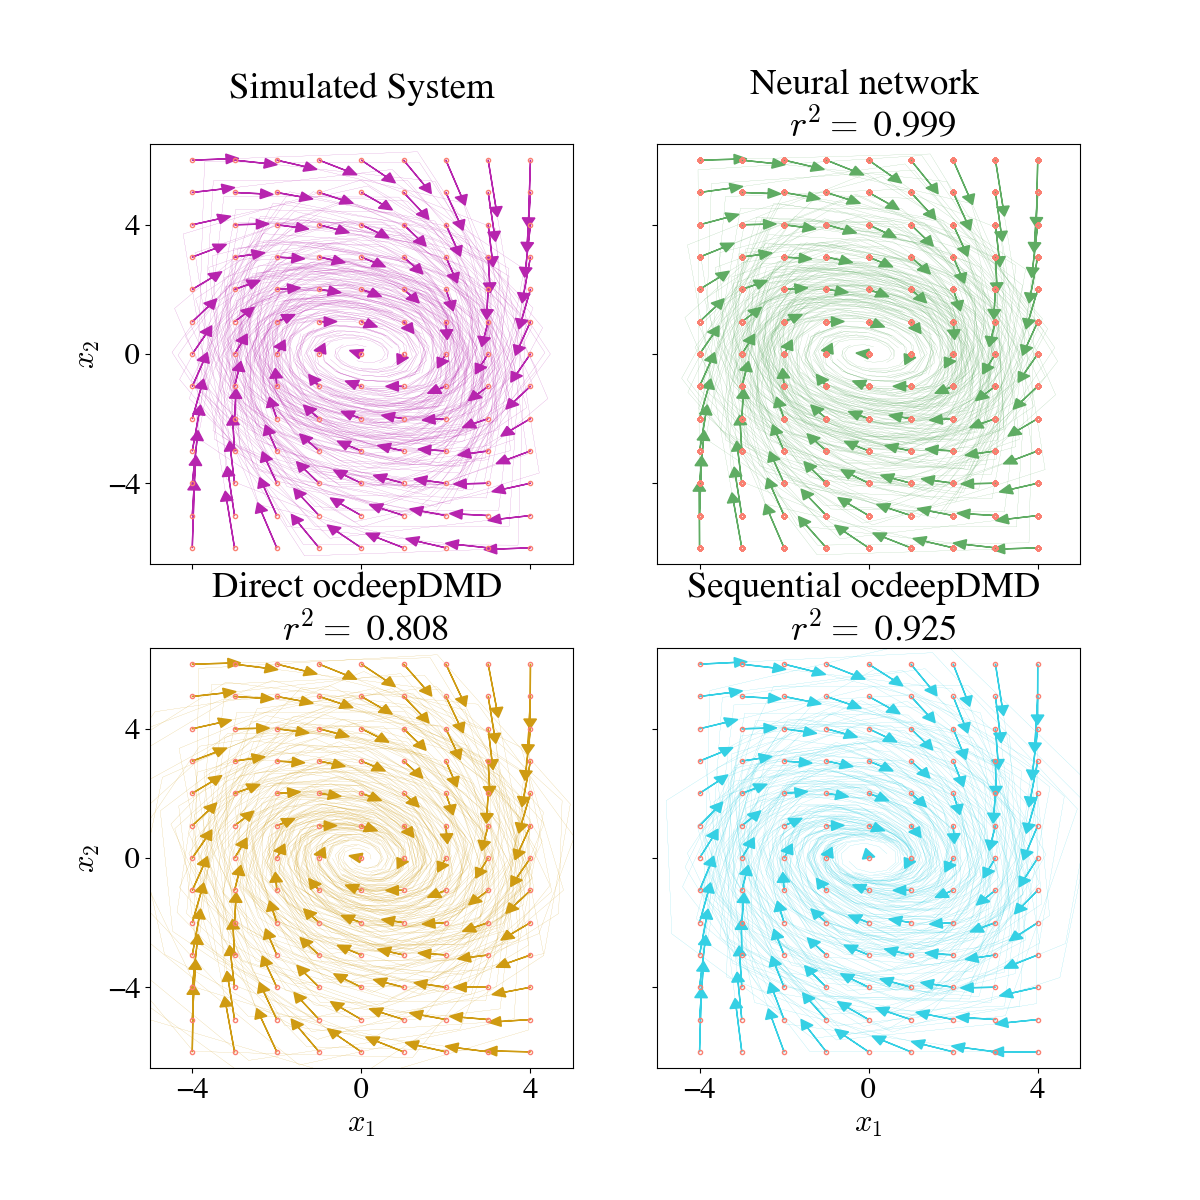 Simulated System
Neural network
r² = 0.999
x₂
4
0
−4
Direct ocdeepDMD
r² = 0.808
Sequential ocdeepDMD
r² = 0.925
x₂
4
0
−4
−4 0 4
x₁
−4 0 4
x₁